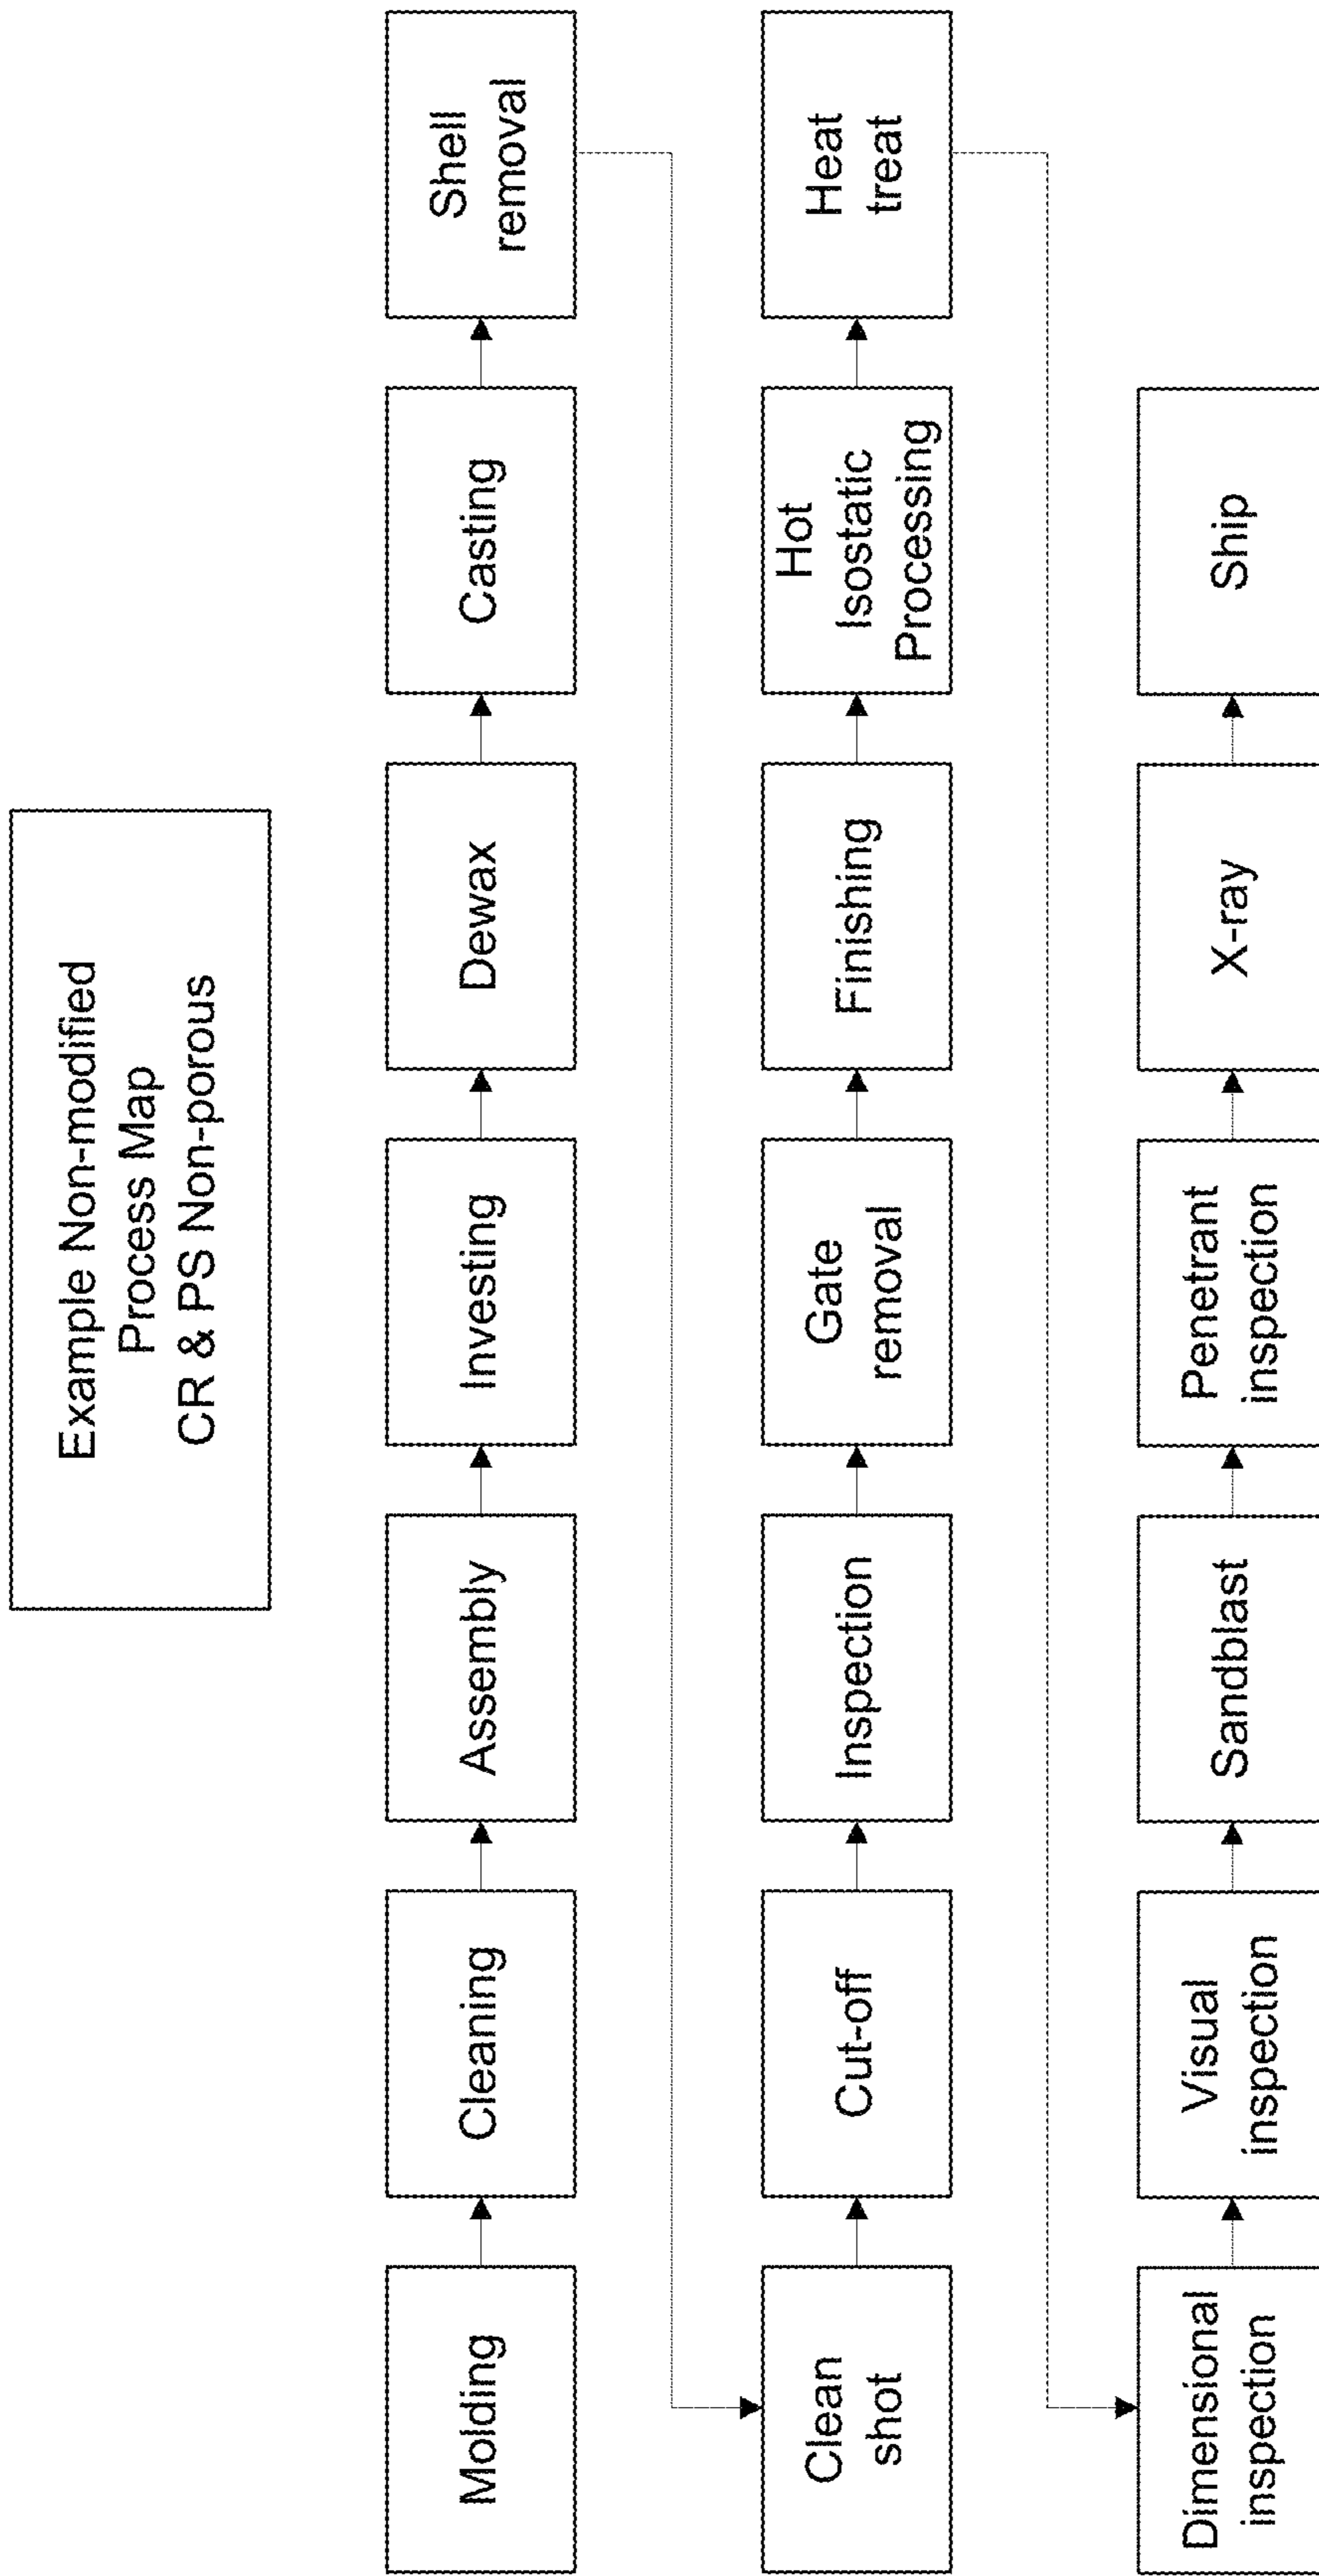 Example Non-modified
Process Map
CR & PS Non-porous
Molding
Cleaning
Assembly
Investing
Dewax
Casting
Shell
removal
Clean
shot
Cut-off
Inspection
Gate
removal
Finishing
Hot
Isostatic
Processing
Heat
treat
Dimensional
inspection
Visual
inspection
Sandblast
Penetrant
inspection
X-ray
Ship